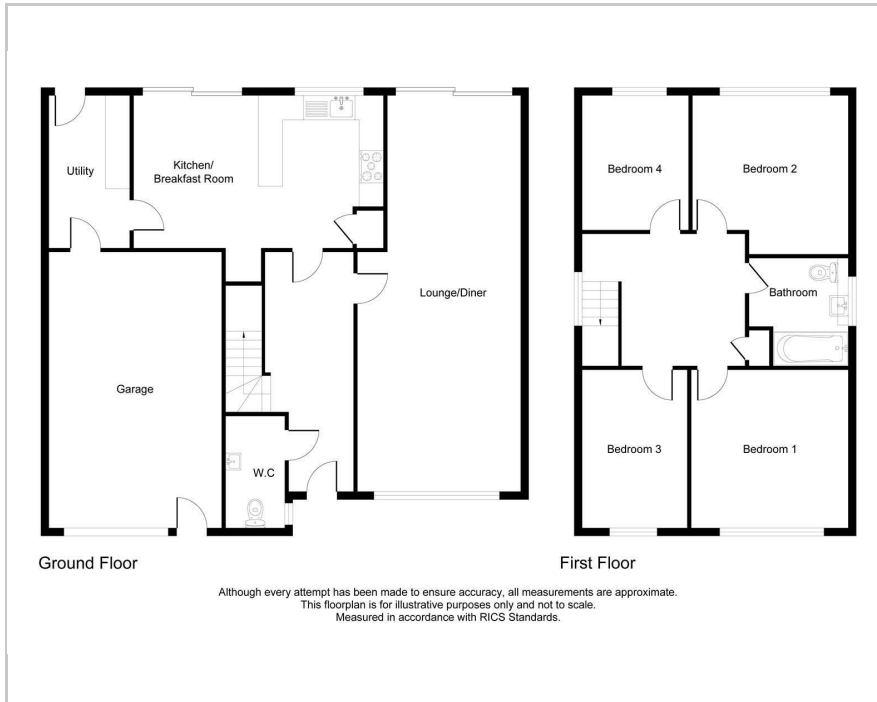 Utility
Kitchen/
Breakfast Room
Lounge/Diner
Garage
W.C
Ground Floor
Bedroom 4
Bedroom 2
Bathroom
Bedroom 3
Bedroom 1
First Floor
Although every attempt has been made to ensure accuracy, all measurements are approximate.
This floorplan is for illustrative purposes only and not to scale.
Measured in accordance with RICS Standards.